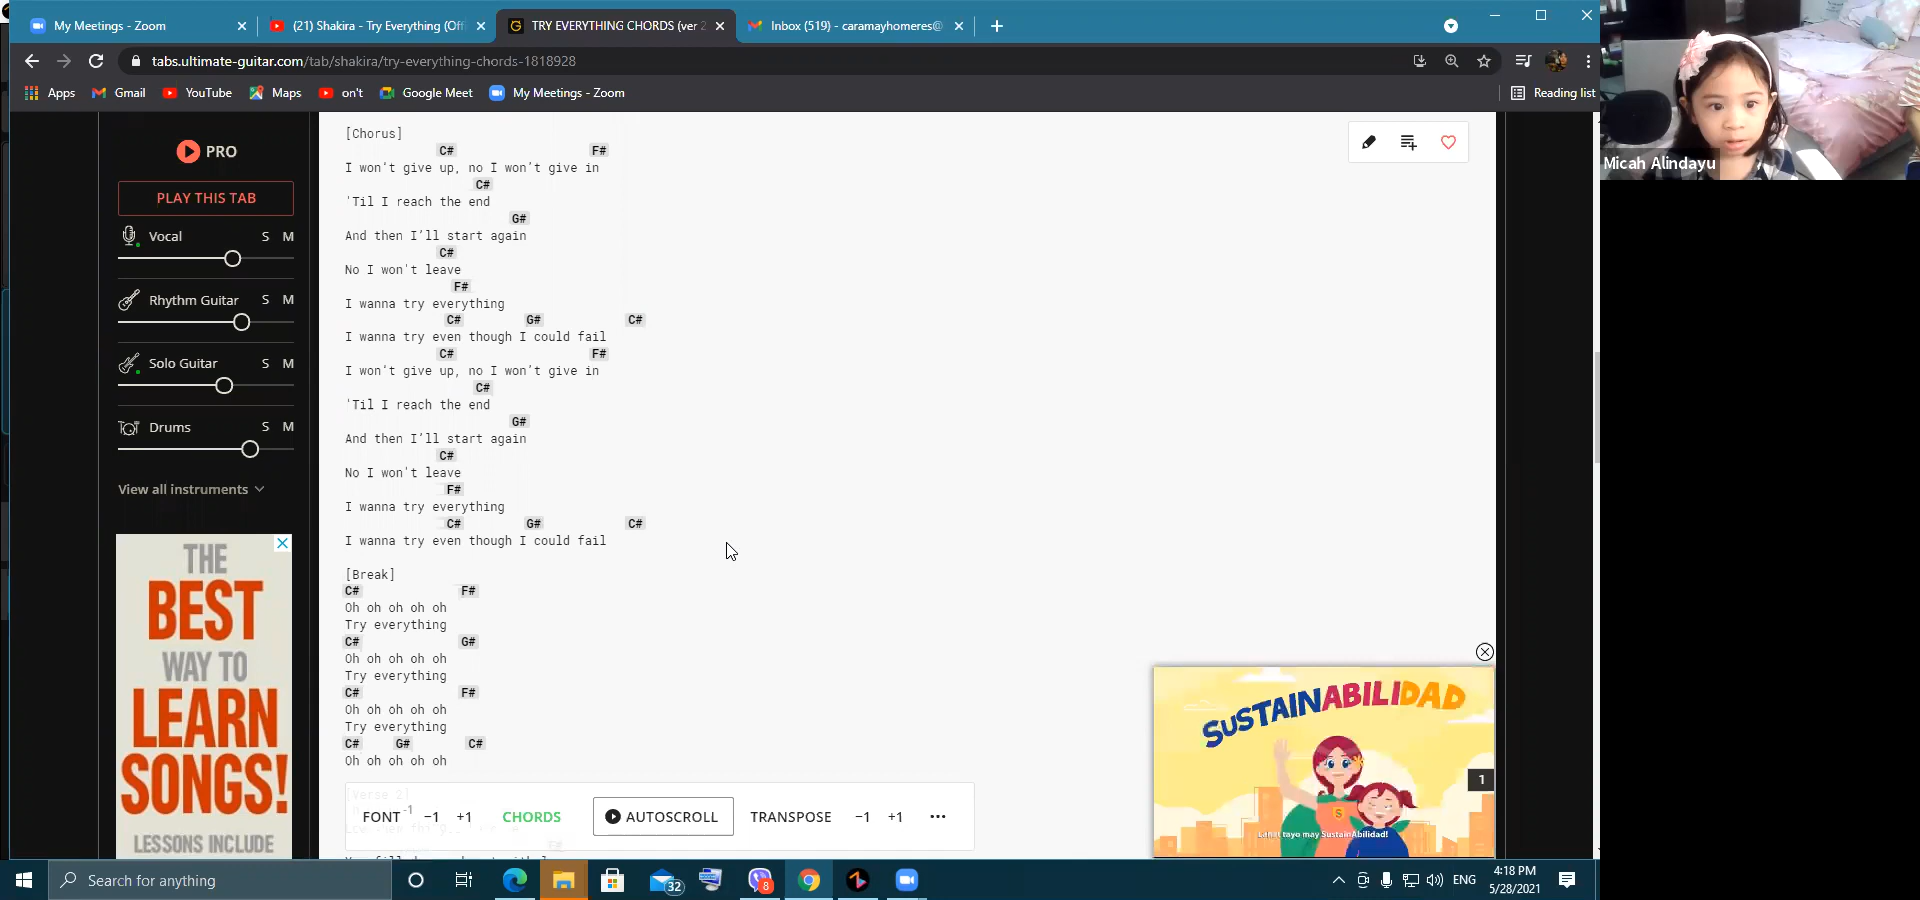 My Meetings - Zoom
(21) Shakira - Try Everything (Offi
TRY EVERYTHING CHORDS (ver 2
Inbox (519) - caramayhomeres@
tabs.ultimate-guitar.com/tab/shakira/try-everything-chords-1818928
Apps
Gmail
YouTube
Maps
on't
Google Meet
My Meetings - Zoom
Reading list
PRO
PLAY THIS TAB
Vocal S M
Rhythm Guitar S M
Solo Guitar S M
Drums S M
View all instruments
THE
BEST
WAY TO
LEARN
SONGS!
LESSONS INCLUDE
[Chorus]
C# F#
I won't give up, no I won't give in
C#
'Til I reach the end
G#
And then I'll start again
C#
No I won't leave
F#
I wanna try everything
C# G# C#
I wanna try even though I could fail
C# F#
I won't give up, no I won't give in
C#
'Til I reach the end
G#
And then I'll start again
C#
No I won't leave
F#
I wanna try everything
C# G# C#
I wanna try even though I could fail
[Break]
C# F#
Oh oh oh oh oh
Try everything
C# G#
Oh oh oh oh oh
Try everything
C# F#
Oh oh oh oh oh
Try everything
C# G# C#
Oh oh oh oh oh
[Verse 2]
FONT -1 −1 +1 CHORDS AUTOSCROLL TRANSPOSE −1 +1
SUSTAINABILIDAD
S
tayo may SustainAbilidad!
1
Micah Alindayu
Search for anything
32
8
ENG
4:18 PM
5/28/2021